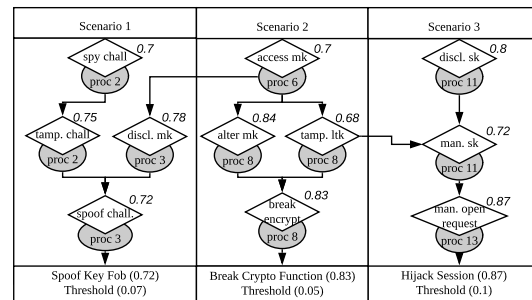 Scenario 1
Scenario 2
Scenario 3
spy chall
0.7
proc 2
access mk
0.7
proc 6
discl. sk
0.8
proc 11
tamp. chall
0.75
proc 2
discl. mk
0.78
proc 3
alter mk
0.84
proc 8
tamp. ltk
0.68
proc 8
man. sk
0.72
proc 11
spoof chall.
0.72
proc 3
break
encrypt
0.83
proc 8
man. open
request
0.87
proc 13
Spoof Key Fob (0.72)
Threshold (0.07)
Break Crypto Function (0.83)
Threshold (0.05)
Hijack Session (0.87)
Threshold (0.1)